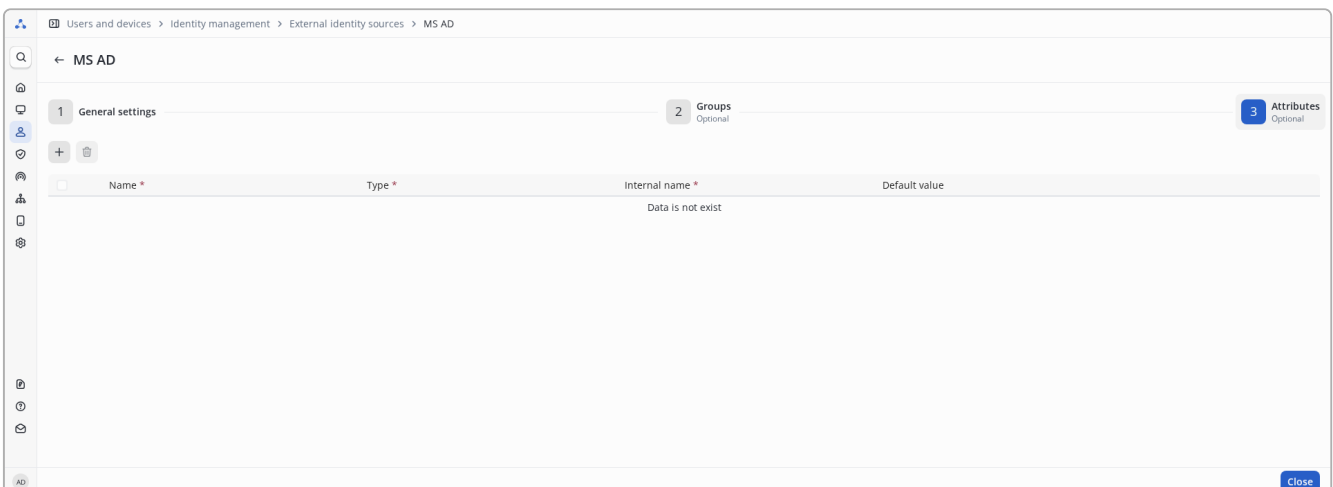 Users and devices > Identity management > External identity sources > MS AD
← MS AD
1 General settings
2 Groups
Optional
3 Attributes
Optional
+
Name * Type * Internal name * Default value
Data is not exist
AD
Close